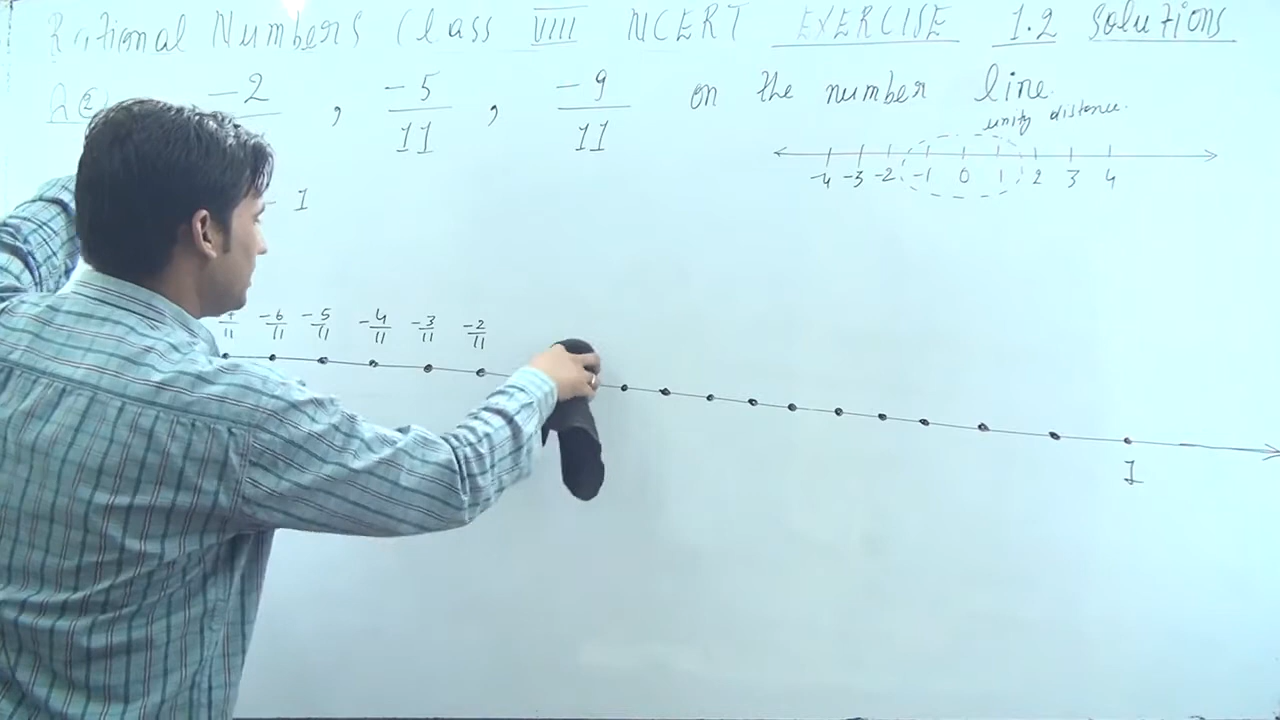 Rational Numbers Class VIII NCERT EXERCISE 1.2 Solutions
-2 , -5/11 , -9/11 on the number line.
unity distance.
-4 -3 -2 -1 0 1 2 3 4
- 1
-6/11 -5/11 -4/11 -3/11 -2/11
1